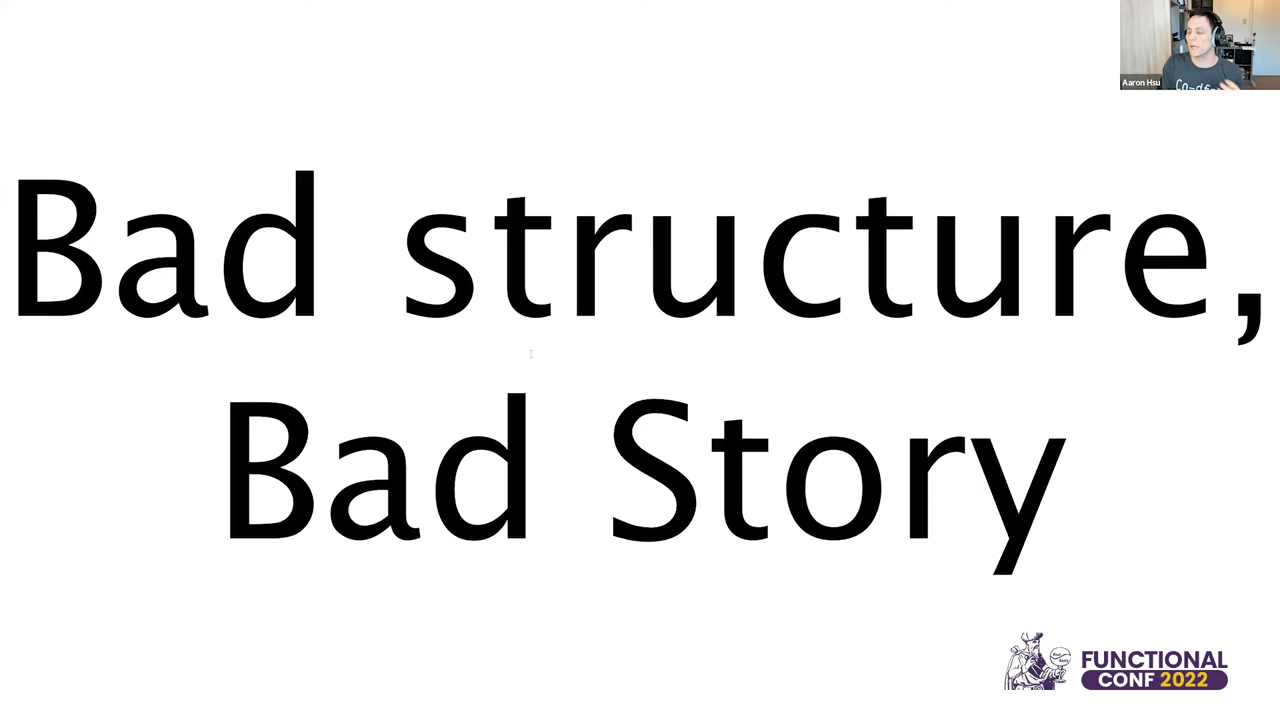 Aaron Hsu
Bad structure,
Bad Story
FUNCTIONAL
CONF 2022